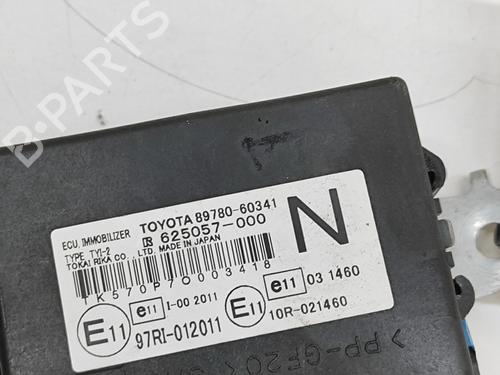 B-PARTS
ECU, IMMOBILIZER TOYOTA 89780-60341
TYPE TYI-2 625057-000
TOKAI RIKA CO., LTD. MADE IN JAPAN
N
TK570P70003418
E11 e11 I-00 2011 e11 03 1460
97RI-012011 E11 10R-021460
>PP-GF20